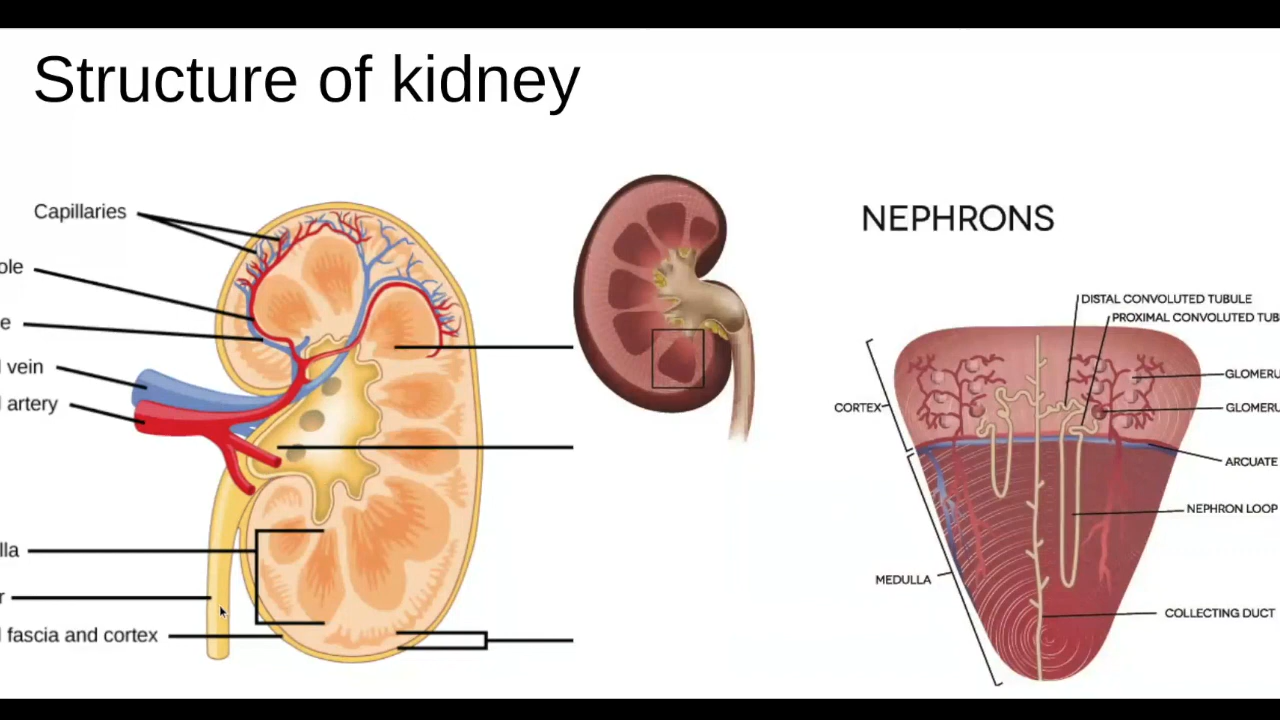 Structure of kidney
Capillaries
ole
e
l vein
l artery
lla
r
l fascia and cortex
NEPHRONS
DISTAL CONVOLUTED TUBULE
PROXIMAL CONVOLUTED TUB
CORTEX
GLOMERU
GLOMERU
ARCUATE
NEPHRON LOOP
MEDULLA
COLLECTING DUCT